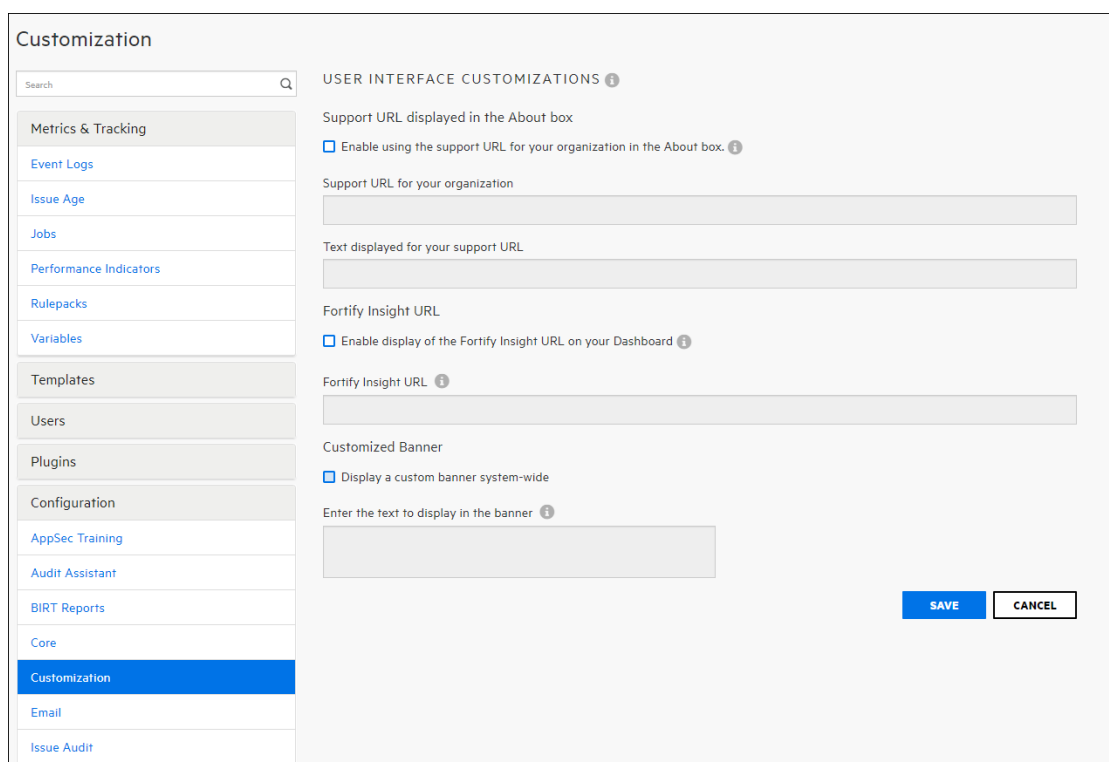 Customization
Search
Metrics & Tracking
Event Logs
Issue Age
Jobs
Performance Indicators
Rulepacks
Variables
Templates
Users
Plugins
Configuration
AppSec Training
Audit Assistant
BIRT Reports
Core
Customization
Email
Issue Audit
USER INTERFACE CUSTOMIZATIONS
Support URL displayed in the About box
Enable using the support URL for your organization in the About box.
Support URL for your organization
Text displayed for your support URL
Fortify Insight URL
Enable display of the Fortify Insight URL on your Dashboard
Fortify Insight URL
Customized Banner
Display a custom banner system-wide
Enter the text to display in the banner
SAVE
CANCEL